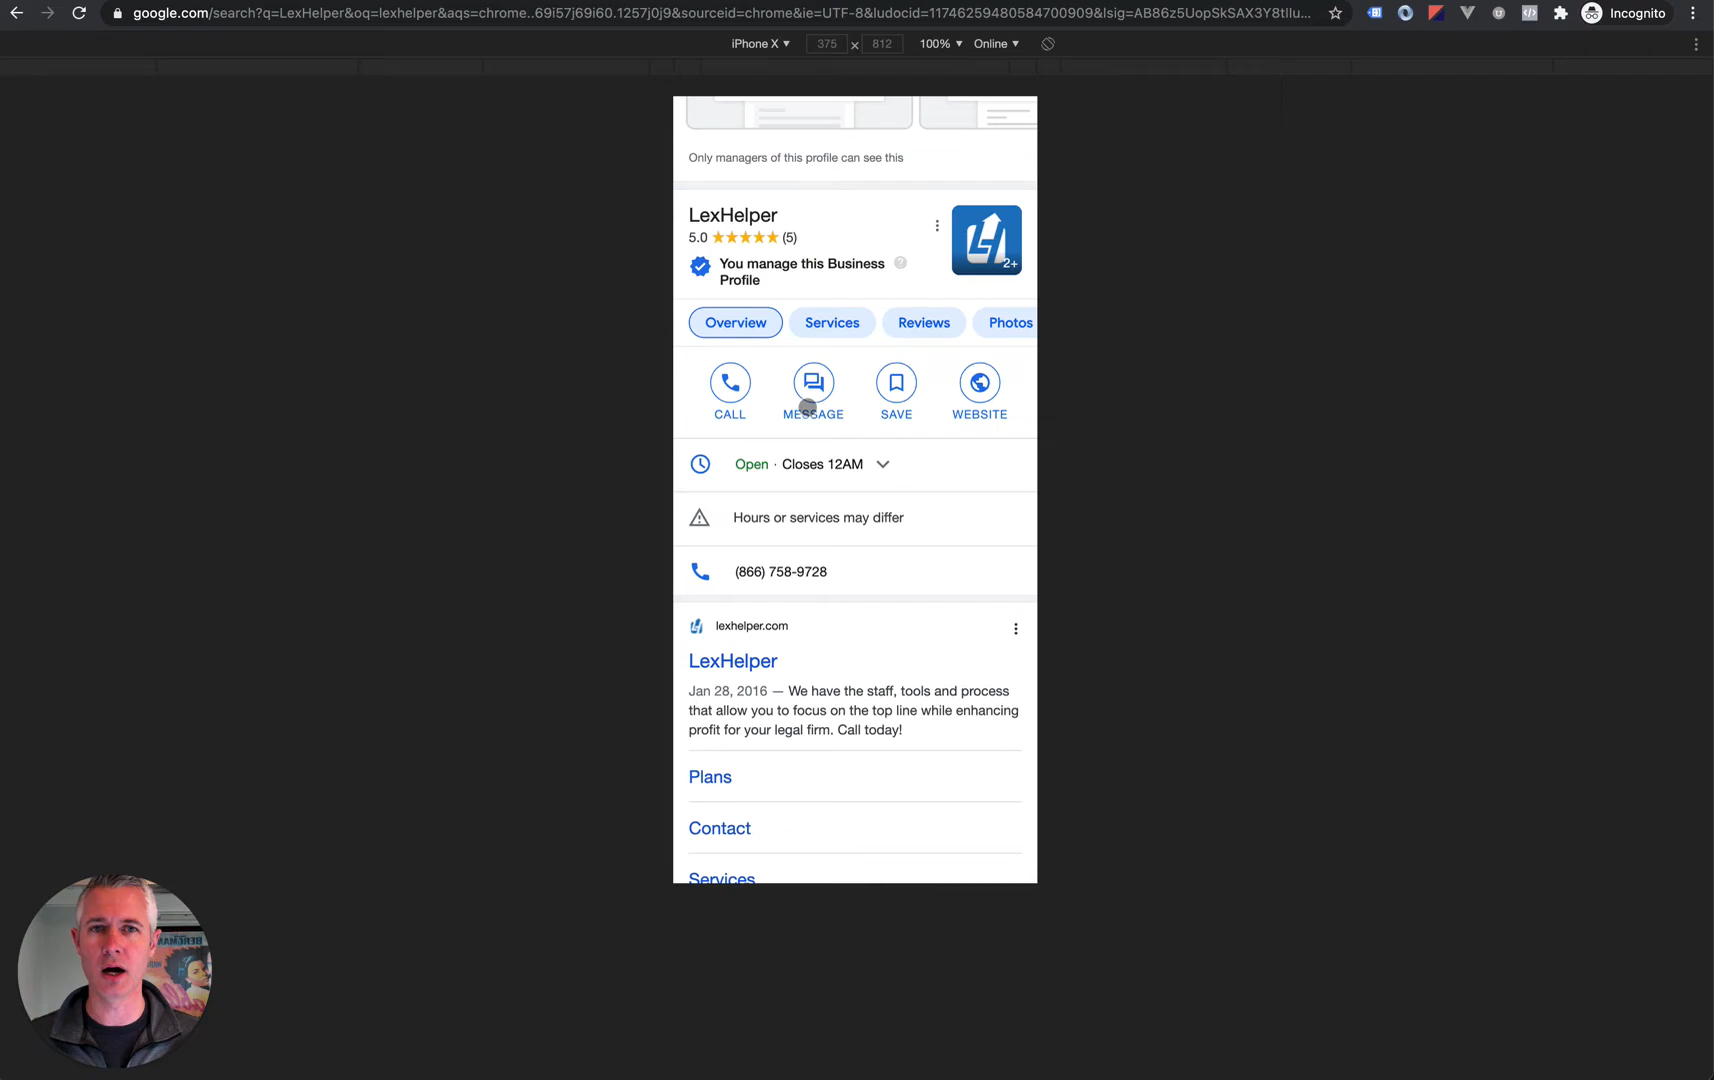 google.com/search?q=LexHelper&oq=lexhelper&aqs=chrome..69i57j69i60.1257j0j9&sourceid=chrome&ie=UTF-8&ludocid=11746259480584700909&lsig=AB86z5UopSkSAX3Y8tIlu...
Incognito
iPhone X 375 x 812 100% Online
Only managers of this profile can see this
LexHelper
5.0 (5)
2+
You manage this Business
Profile
Overview Services Reviews Photos
CALL MESSAGE SAVE WEBSITE
Open · Closes 12AM
Hours or services may differ
(866) 758-9728
lexhelper.com
LexHelper
Jan 28, 2016 — We have the staff, tools and process
that allow you to focus on the top line while enhancing
profit for your legal firm. Call today!
Plans
Contact
Services
BERGMAN